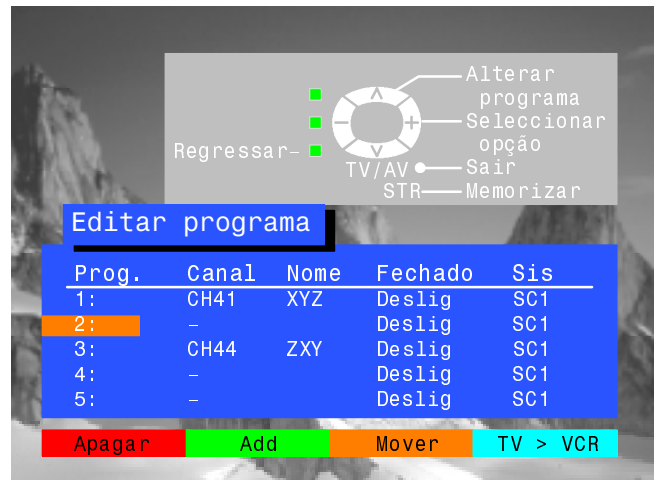 Alterar
programa
Seleccionar
opção
Regressar
TV/AV Sair
STR Memorizar
Editar programa
Prog. Canal Nome Fechado Sis
1: CH41 XYZ Deslig SC1
2: – Deslig SC1
3: CH44 ZXY Deslig SC1
4: – Deslig SC1
5: – Deslig SC1
Apagar Add Mover TV > VCR